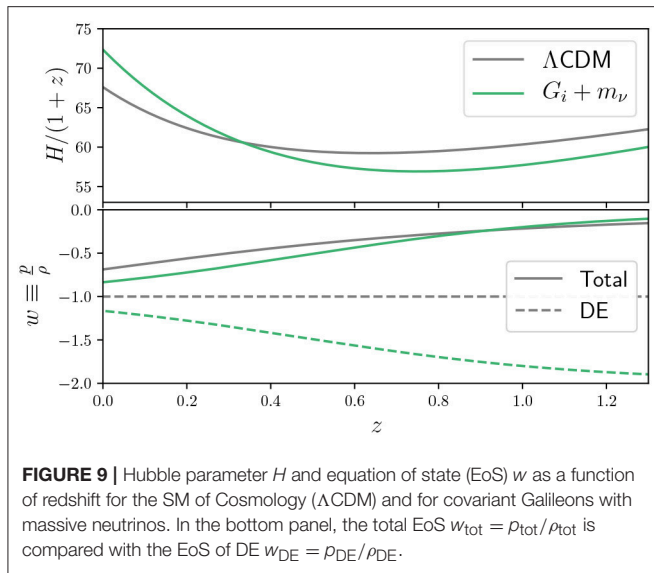 75
70
65
60
55
H/(1 + z)
ΛCDM
G_i + m_ν
0.0
−0.5
−1.0
−1.5
−2.0
w ≡ p/ρ
Total
DE
0.0 0.2 0.4 0.6 0.8 1.0 1.2
z
FIGURE 9 | Hubble parameter H and equation of state (EoS) w as a function
of redshift for the SM of Cosmology (ΛCDM) and for covariant Galileons with
massive neutrinos. In the bottom panel, the total EoS w_tot = p_tot/ρ_tot is
compared with the EoS of DE w_DE = p_DE/ρ_DE.